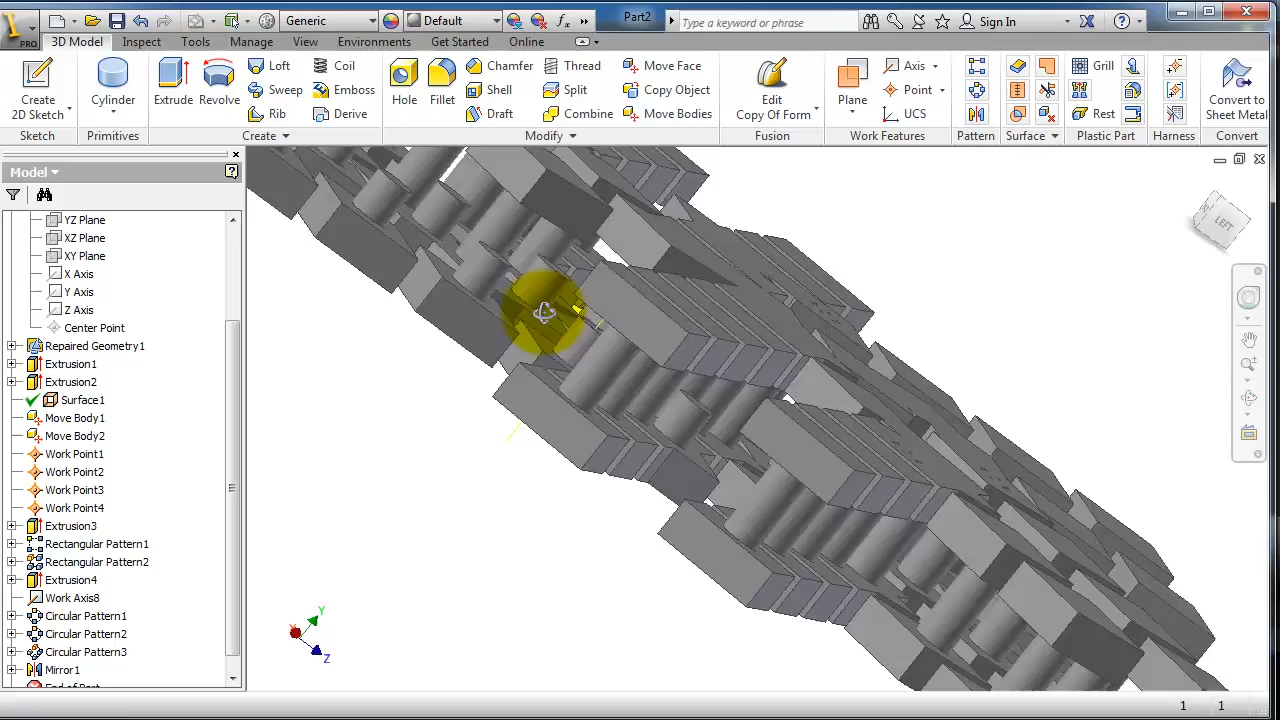 Generic
Default
fx
Part2
Type a keyword or phrase
Sign In
PRO
3D Model Inspect Tools Manage View Environments Get Started Online
Create
2D Sketch
Cylinder
Extrude
Revolve
Loft
Sweep
Rib
Coil
Emboss
Derive
Hole
Fillet
Chamfer
Shell
Draft
Thread
Split
Combine
Move Face
Copy Object
Move Bodies
Edit
Copy Of Form
Plane
Axis
Point
UCS
Grill
Rest
Convert to
Sheet Metal
Sketch Primitives Create Modify Fusion Work Features Pattern Surface Plastic Part Harness Convert
Model
YZ Plane
XZ Plane
XY Plane
X Axis
Y Axis
Z Axis
Center Point
Repaired Geometry1
Extrusion1
Extrusion2
Surface1
Move Body1
Move Body2
Work Point1
Work Point2
Work Point3
Work Point4
Extrusion3
Rectangular Pattern1
Rectangular Pattern2
Extrusion4
Work Axis8
Circular Pattern1
Circular Pattern2
Circular Pattern3
Mirror1
End of Part
LEFT
Y
X
Z
1 1